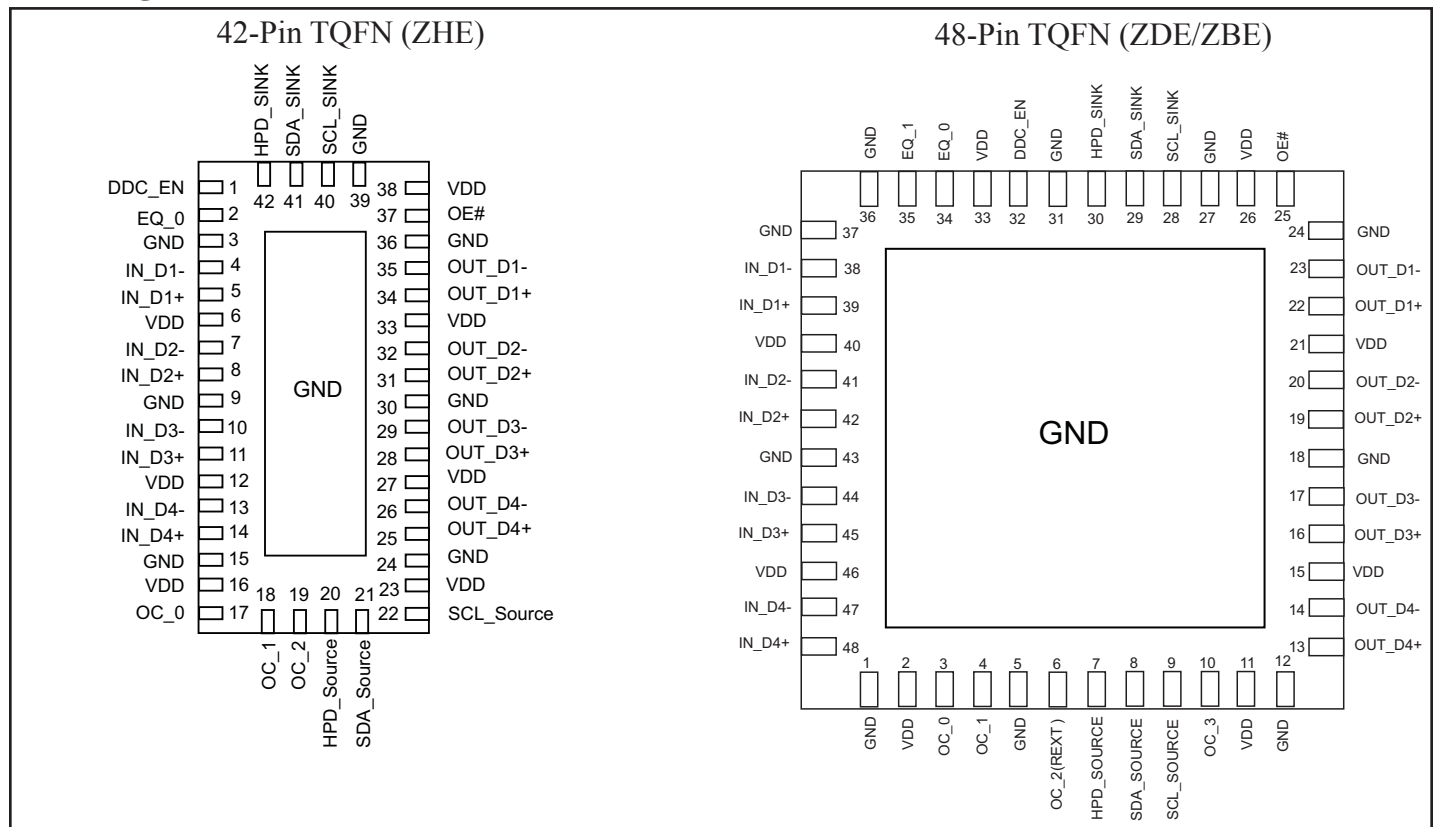 42-Pin TQFN (ZHE)
HPD_SINK
SDA_SINK
SCL_SINK
GND
42 41 40 39
DDC_EN 1
EQ_0 2
GND 3
IN_D1- 4
IN_D1+ 5
VDD 6
IN_D2- 7
IN_D2+ 8
GND 9
IN_D3- 10
IN_D3+ 11
VDD 12
IN_D4- 13
IN_D4+ 14
GND 15
VDD 16
OC_0 17
GND
38 VDD
37 OE#
36 GND
35 OUT_D1-
34 OUT_D1+
33 VDD
32 OUT_D2-
31 OUT_D2+
30 GND
29 OUT_D3-
28 OUT_D3+
27 VDD
26 OUT_D4-
25 OUT_D4+
24 GND
23 VDD
22 SCL_Source
18 19 20 21
OC_1
OC_2
HPD_Source
SDA_Source
48-Pin TQFN (ZDE/ZBE)
GND
EQ_1
EQ_0
VDD
DDC_EN
GND
HPD_SINK
SDA_SINK
SCL_SINK
GND
VDD
OE#
36 35 34 33 32 31 30 29 28 27 26 25
GND 37
IN_D1- 38
IN_D1+ 39
VDD 40
IN_D2- 41
IN_D2+ 42
GND 43
IN_D3- 44
IN_D3+ 45
VDD 46
IN_D4- 47
IN_D4+ 48
GND
24 GND
23 OUT_D1-
22 OUT_D1+
21 VDD
20 OUT_D2-
19 OUT_D2+
18 GND
17 OUT_D3-
16 OUT_D3+
15 VDD
14 OUT_D4-
13 OUT_D4+
1 2 3 4 5 6 7 8 9 10 11 12
GND
VDD
OC_0
OC_1
GND
OC_2(REXT )
HPD_SOURCE
SDA_SOURCE
SCL_SOURCE
OC_3
VDD
GND